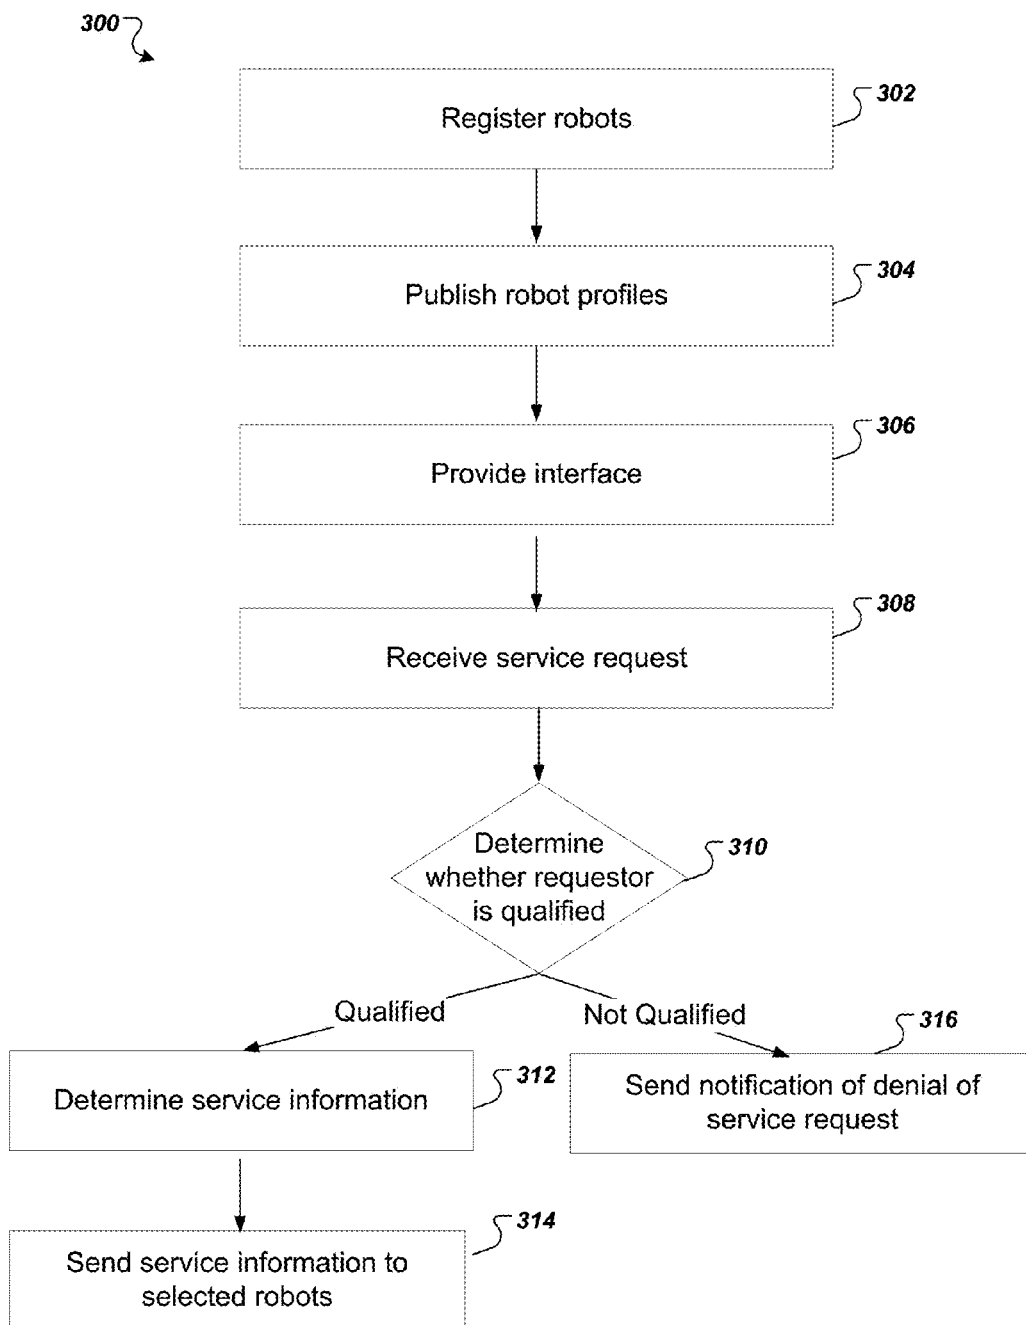 300
Register robots
302
Publish robot profiles
304
Provide interface
306
Receive service request
308
Determine
whether requestor
is qualified
310
Qualified
Not Qualified
Determine service information
312
Send notification of denial of
service request
316
Send service information to
selected robots
314